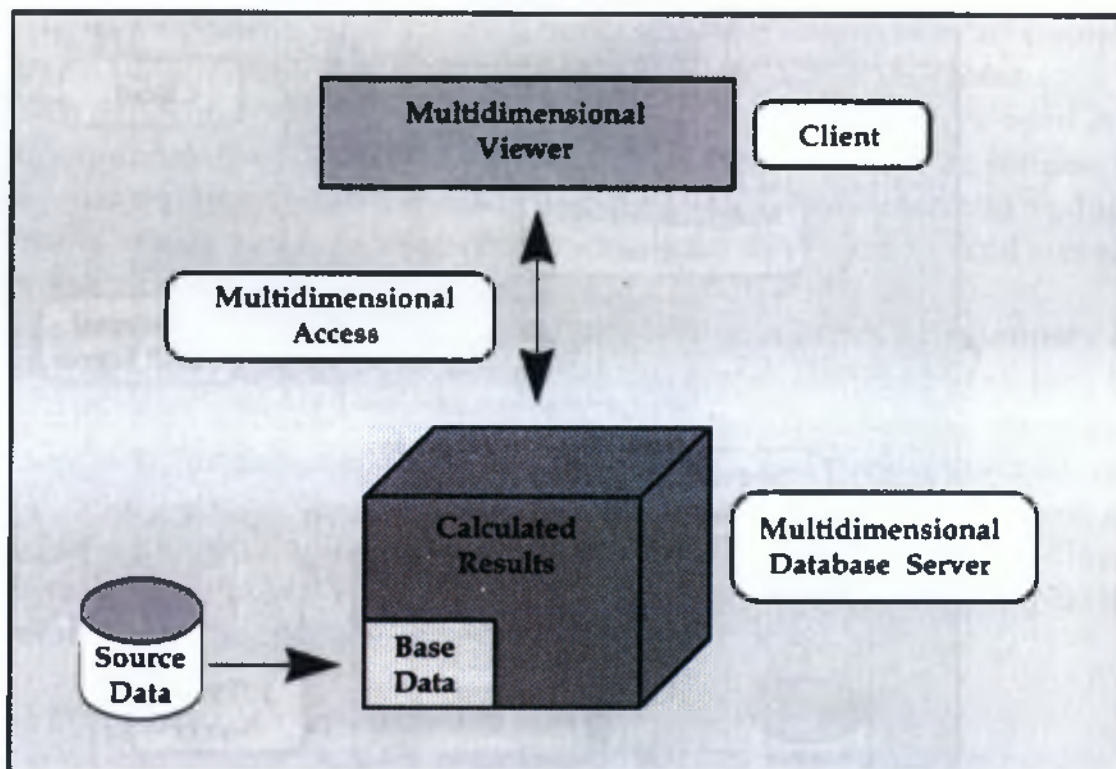 Multidimensional
Viewer
Client
Multidimensional
Access
Calculated
Results
Multidimensional
Database Server
Base
Data
Source
Data